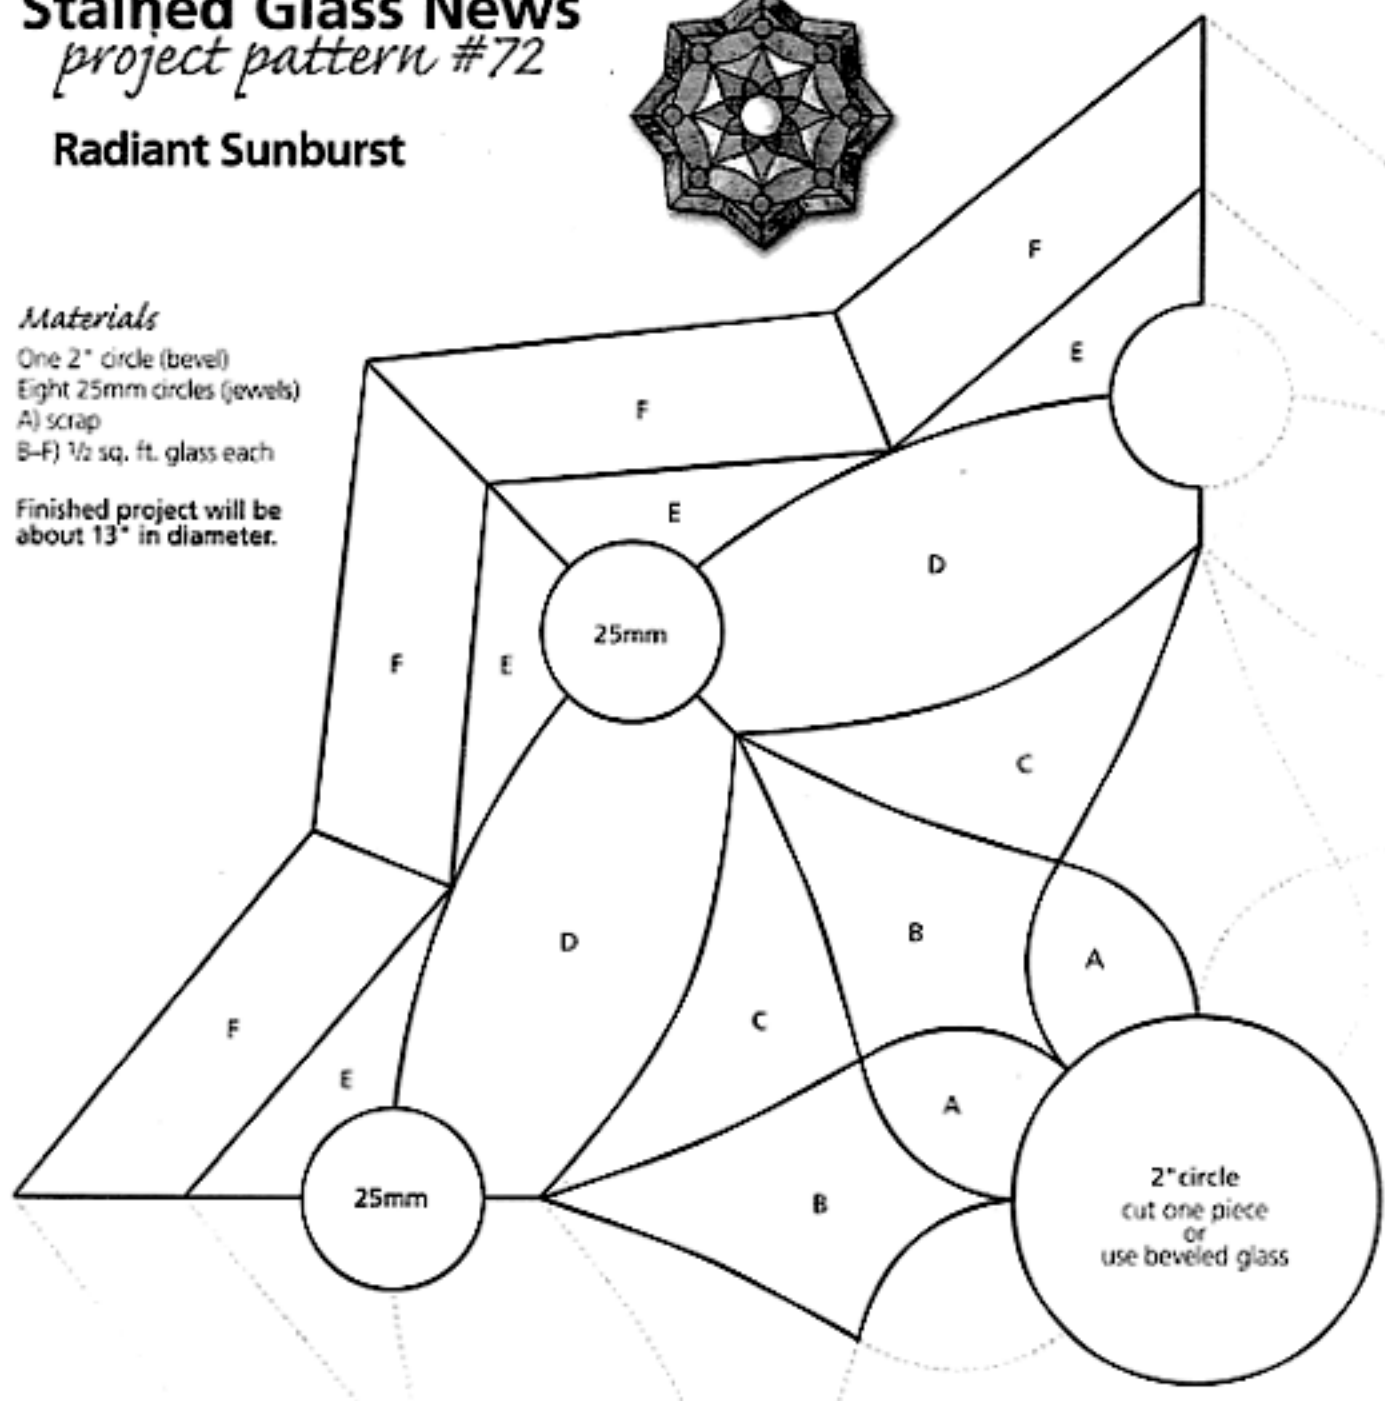 Stained Glass News
project pattern #72
Radiant Sunburst
Materials
One 2" circle (bevel)
Eight 25mm circles (jewels)
A) scrap
B–F) ½ sq. ft. glass each
Finished project will be
about 13" in diameter.
F
E
F
E
D
25mm
F
E
C
B
A
D
C
F
E
A
B
25mm
2"circle
cut one piece
or
use beveled glass